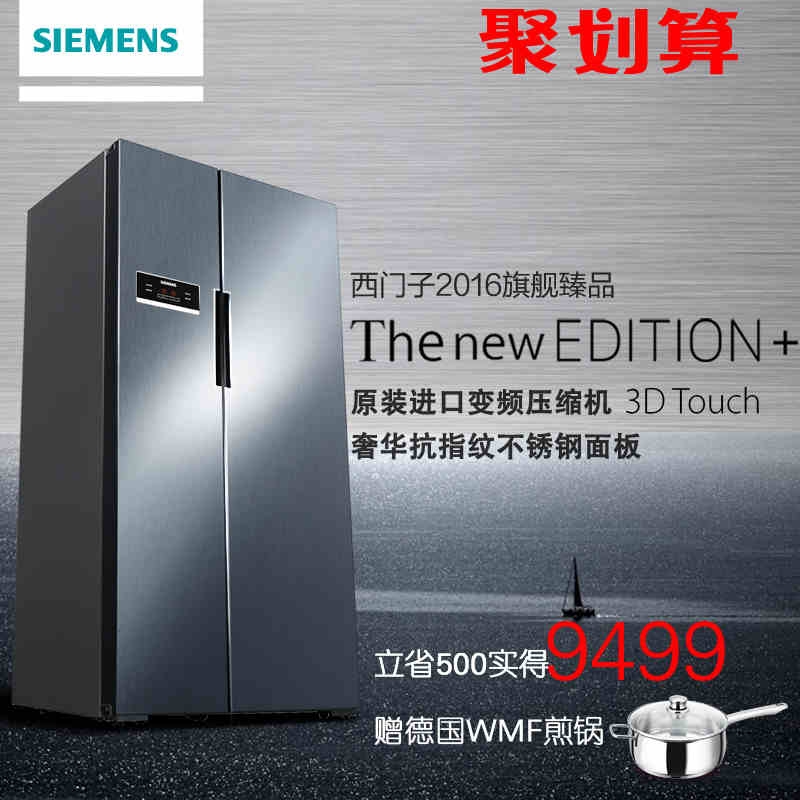 SIEMENS
聚划算
SIEMENS
西门子2016旗舰臻品
The new EDITION+
原装进口变频压缩机 3D Touch
奢华抗指纹不锈钢面板
立省500实得9499
赠德国WMF煎锅